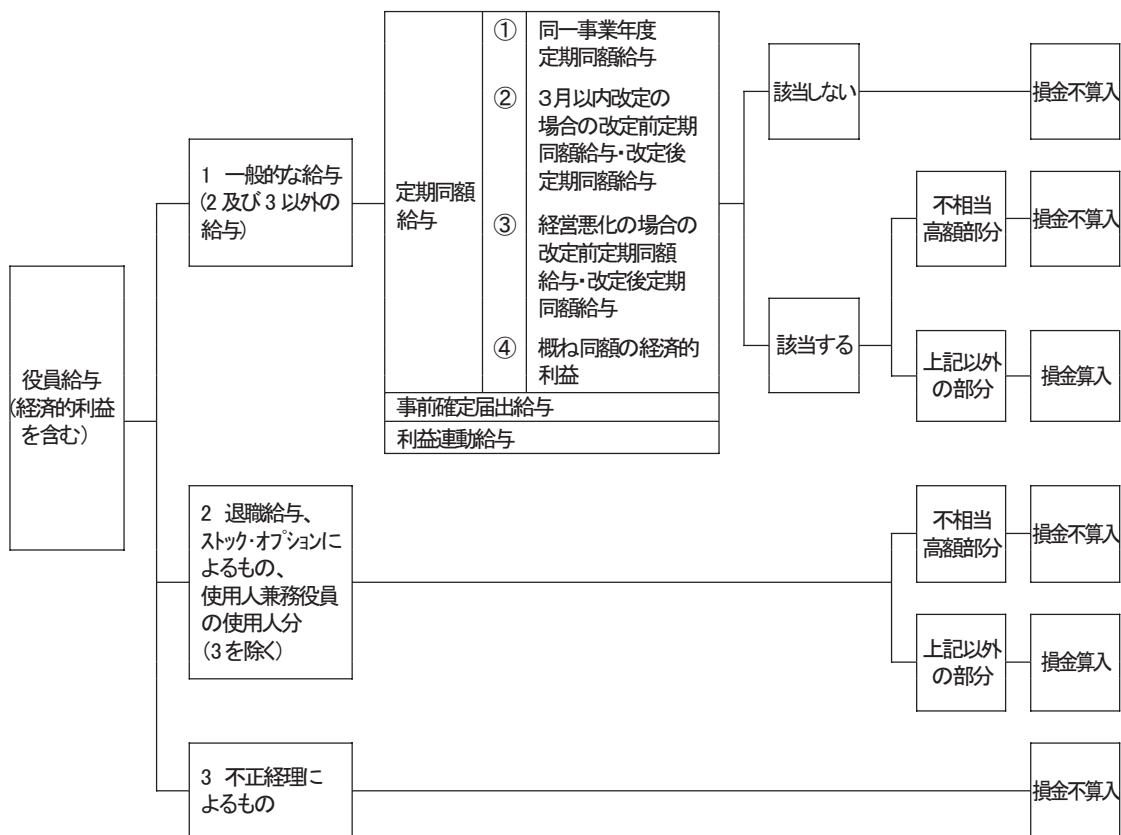 役員給与
(経済的利益
を含む)
1 一般的な給与
(2 及び 3 以外の
給与)
定期同額
給与
① 同一事業年度
定期同額給与
② 3月以内改定の
場合の改定前定期
同額給与・改定後
定期同額給与
③ 経営悪化の場合の
改定前定期同額
給与・改定後定期
同額給与
④ 概ね同額の経済的
利益
事前確定届出給与
利益連動給与
該当しない
損金不算入
該当する
不相当
高額部分
損金不算入
上記以外
の部分
損金算入
2 退職給与、
ストック・オプションに
よるもの、
使用人兼務役員
の使用人分
(3を除く)
不相当
高額部分
損金不算入
上記以外
の部分
損金算入
3 不正経理に
よるもの
損金不算入